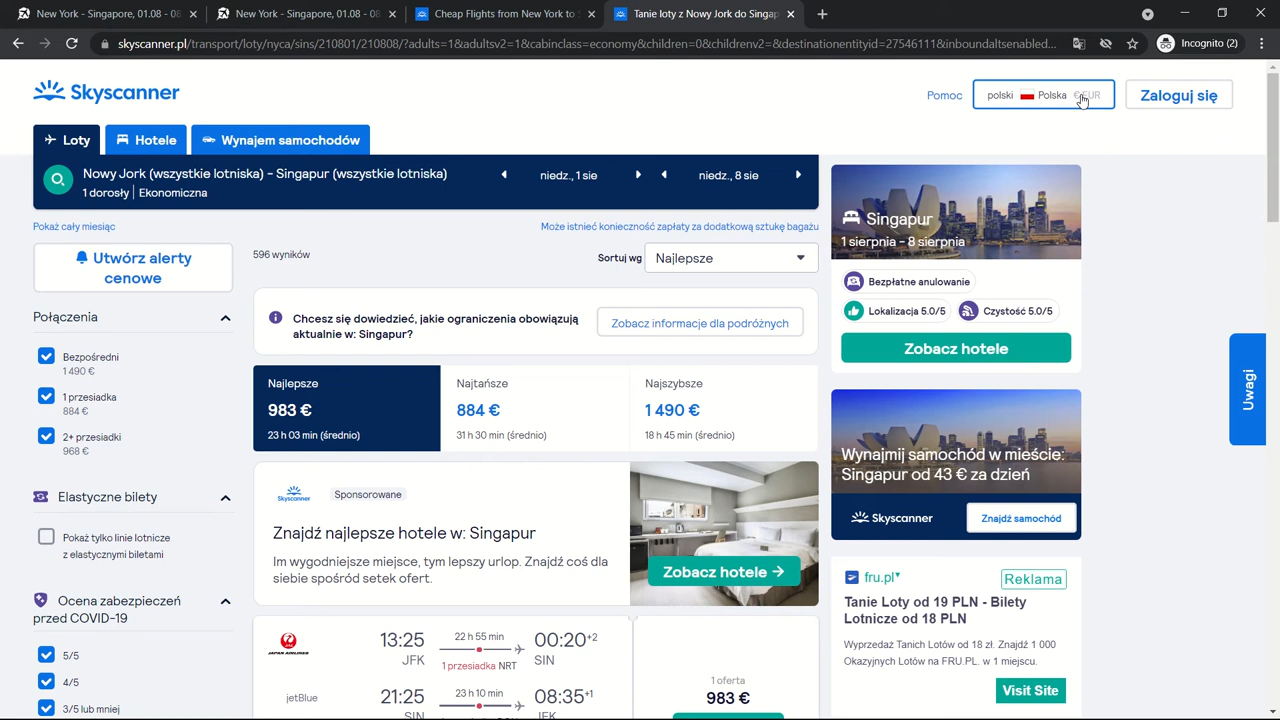 New York - Singapore, 01.08 - 08
New York - Singapore, 01.08 - 08
Cheap Flights from New York to S
Tanie loty z Nowy Jork do Singap
skyscanner.pl/transport/loty/nyca/sins/210801/210808/?adults=1&adultsv2=1&cabinclass=economy&children=0&childrenv2=&destinationentityid=27546111&inboundaltsenabled...
Incognito (2)
Skyscanner
Pomoc
polski Polska € EUR
Zaloguj się
Loty
Hotele
Wynajem samochodów
Nowy Jork (wszystkie lotniska) – Singapur (wszystkie lotniska)
1 dorosły | Ekonomiczna
niedz., 1 sie
niedz., 8 sie
Pokaż cały miesiąc
Może istnieć konieczność zapłaty za dodatkową sztukę bagażu
Utwórz alerty
cenowe
596 wyników
Sortuj wg
Najlepsze
Chcesz się dowiedzieć, jakie ograniczenia obowiązują
aktualnie w: Singapur?
Zobacz informacje dla podróżnych
Połączenia
Bezpośredni
1 490 €
1 przesiadka
884 €
2+ przesiadki
968 €
Najlepsze
983 €
23 h 03 min (średnio)
Najtańsze
884 €
31 h 30 min (średnio)
Najszybsze
1 490 €
18 h 45 min (średnio)
Elastyczne bilety
Pokaż tylko linie lotnicze
z elastycznymi biletami
Skyscanner
Sponsorowane
Znajdź najlepsze hotele w: Singapur
Im wygodniejsze miejsce, tym lepszy urlop. Znajdź coś dla
siebie spośród setek ofert.
Zobacz hotele
Ocena zabezpieczeń
przed COVID-19
5/5
4/5
3/5 lub mniej
JAPAN AIRLINES
13:25
JFK
22 h 55 min
1 przesiadka NRT
00:20+2
SIN
jetBlue
21:25
SIN
23 h 10 min
08:35+1
JFK
1 oferta
983 €
Singapur
1 sierpnia - 8 sierpnia
Bezpłatne anulowanie
Lokalizacja 5.0/5
Czystość 5.0/5
Zobacz hotele
Wynajmij samochód w mieście:
Singapur od 43 € za dzień
Skyscanner
Znajdź samochód
fru.pl
Reklama
Tanie Loty od 19 PLN - Bilety
Lotnicze od 18 PLN
Wyprzedaż Tanich Lotów od 18 zł. Znajdź 1 000
Okazyjnych Lotów na FRU.PL. w 1 miejscu.
Visit Site
Uwagi